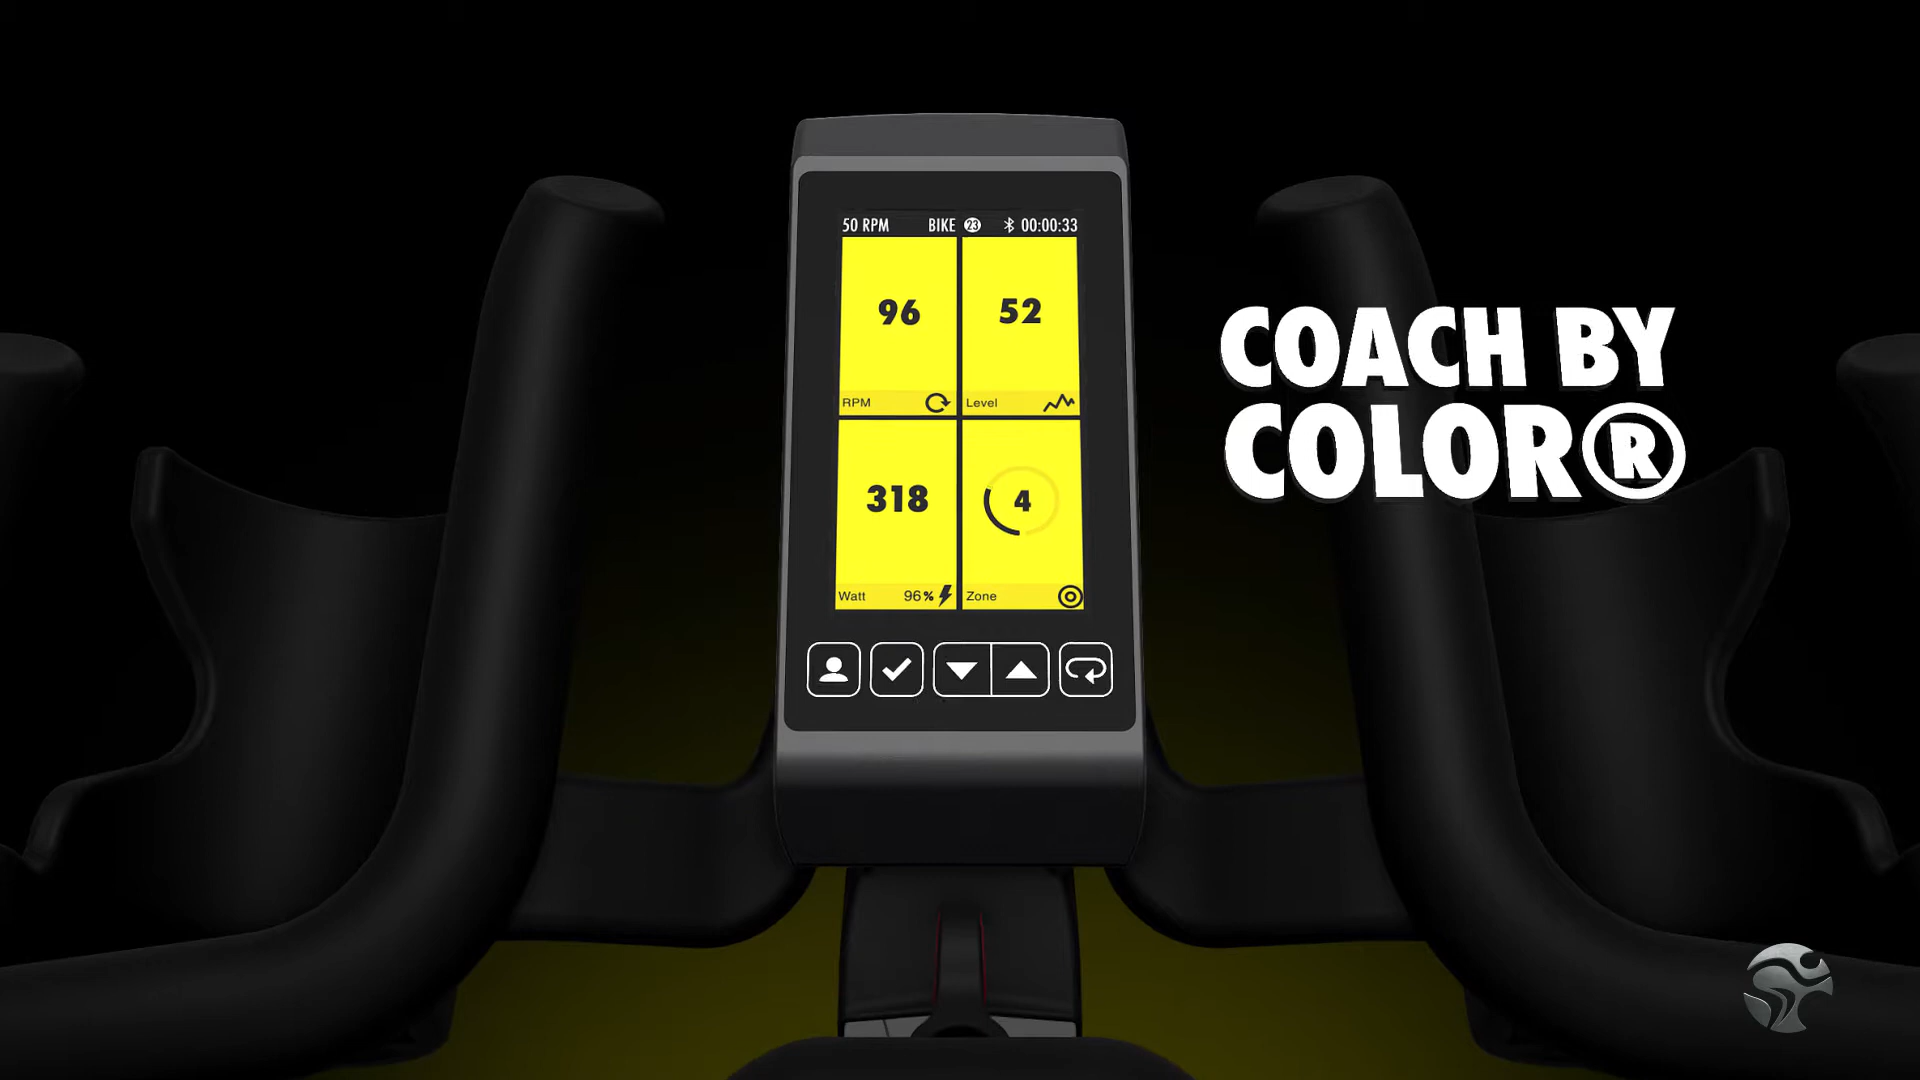 50 RPM BIKE 23 00:00:33
96 52
RPM Level
318 4
Watt 96% Zone
COACH BY
COLOR®